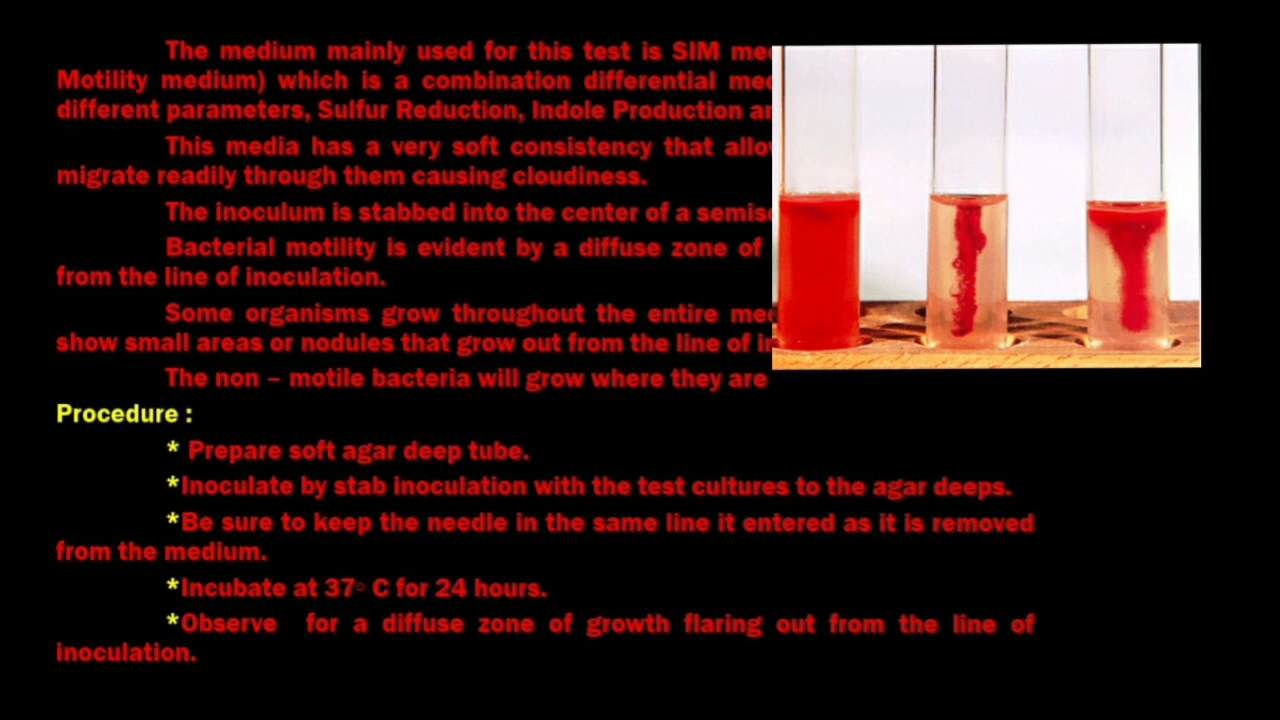 The medium mainly used for this test is SIM
Motility medium) which is a combination differential
different parameters, Sulfur Reduction, Indole Production
This media has a very soft consistency that
migrate readily through them causing cloudiness.
The inoculum is stabbed into the center of a
Bacterial motility is evident by a diffuse zone of
from the line of inoculation.
Some organisms grow throughout the entire
show small areas or nodules that grow out from the line of
The non – motile bacteria will grow where they are
Procedure :
* Prepare soft agar deep tube.
*Inoculate by stab inoculation with the test cultures to the agar deeps.
*Be sure to keep the needle in the same line it entered as it is removed
from the medium.
*Incubate at 37◦ C for 24 hours.
*Observe for a diffuse zone of growth flaring out from the line of
inoculation.